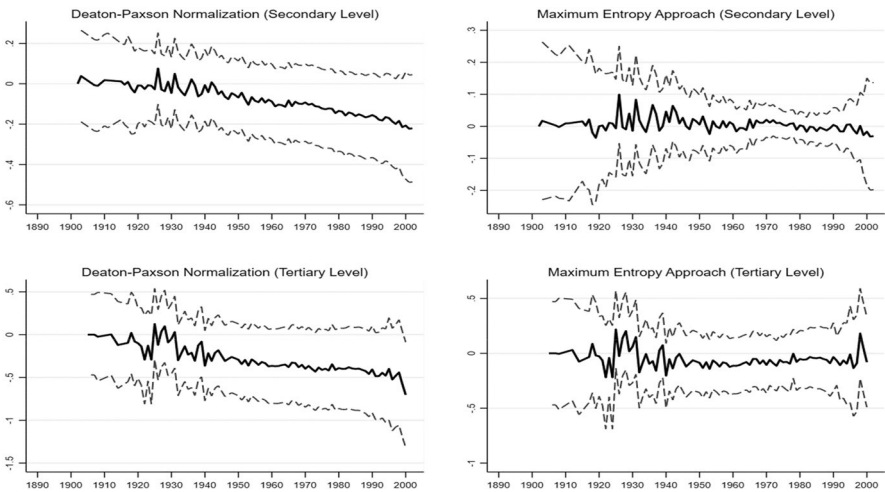 Deaton-Paxson Normalization (Secondary Level)
.2
0
-.2
-.4
-.6
1890 1900 1910 1920 1930 1940 1950 1960 1970 1980 1990 2000
Maximum Entropy Approach (Secondary Level)
.3
.2
.1
0
-.1
-.2
1890 1900 1910 1920 1930 1940 1950 1960 1970 1980 1990 2000
Deaton-Paxson Normalization (Tertiary Level)
.5
0
-.5
-1
-1.5
1890 1900 1910 1920 1930 1940 1950 1960 1970 1980 1990 2000
Maximum Entropy Approach (Tertiary Level)
.5
0
-.5
-1
1890 1900 1910 1920 1930 1940 1950 1960 1970 1980 1990 2000